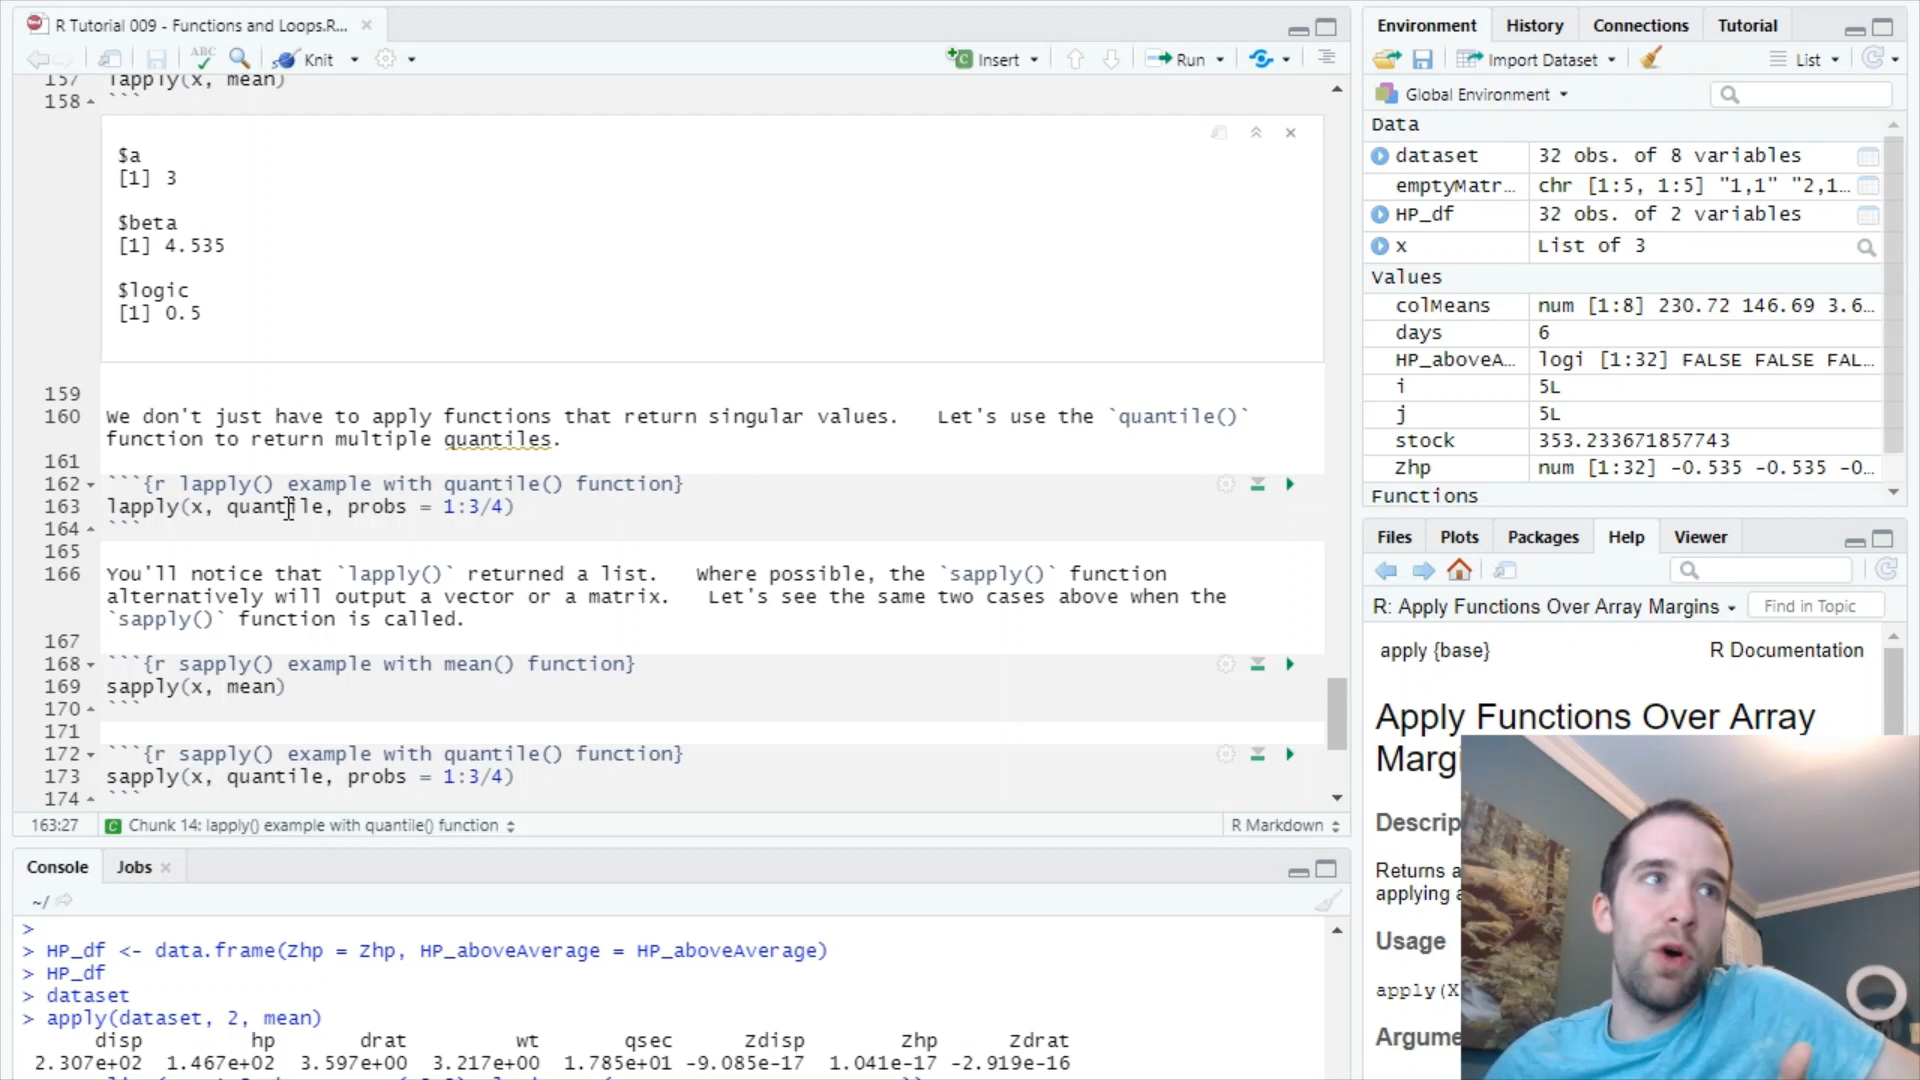 R Tutorial 009 - Functions and Loops.R...
ABC
Knit
Insert
Run
157 lapply(x, mean)
158 ```
$a
[1] 3
$beta
[1] 4.535
$logic
[1] 0.5
159
160 We don't just have to apply functions that return singular values. Let's use the `quantile()`
function to return multiple quantiles.
161
162 ```{r lapply() example with quantile() function}
163 lapply(x, quantile, probs = 1:3/4)
164 ```
165
166 You'll notice that `lapply()` returned a list. Where possible, the `sapply()` function
alternatively will output a vector or a matrix. Let's see the same two cases above when the
`sapply()` function is called.
167
168 ```{r sapply() example with mean() function}
169 sapply(x, mean)
170 ```
171
172 ```{r sapply() example with quantile() function}
173 sapply(x, quantile, probs = 1:3/4)
174 ```
163:27 Chunk 14: lapply() example with quantile() function R Markdown
Console Jobs
~/
>
> HP_df <- data.frame(Zhp = Zhp, HP_aboveAverage = HP_aboveAverage)
> HP_df
> dataset
> apply(dataset, 2, mean)
disp hp drat wt qsec Zdisp Zhp Zdrat
2.307e+02 1.467e+02 3.597e+00 3.217e+00 1.785e+01 -9.085e-17 1.041e-17 -2.919e-16
Environment History Connections Tutorial
Import Dataset List
Global Environment
Data
dataset 32 obs. of 8 variables
emptyMatr... chr [1:5, 1:5] "1,1" "2,1...
HP_df 32 obs. of 2 variables
x List of 3
Values
colMeans num [1:8] 230.72 146.69 3.6...
days 6
HP_aboveA... logi [1:32] FALSE FALSE FAL...
i 5L
j 5L
stock 353.233671857743
Zhp num [1:32] -0.535 -0.535 -0...
Functions
Files Plots Packages Help Viewer
R: Apply Functions Over Array Margins Find in Topic
apply {base} R Documentation
Apply Functions Over Array
Margi
Descrip
Returns a
applying a
Usage
apply(X
Argume